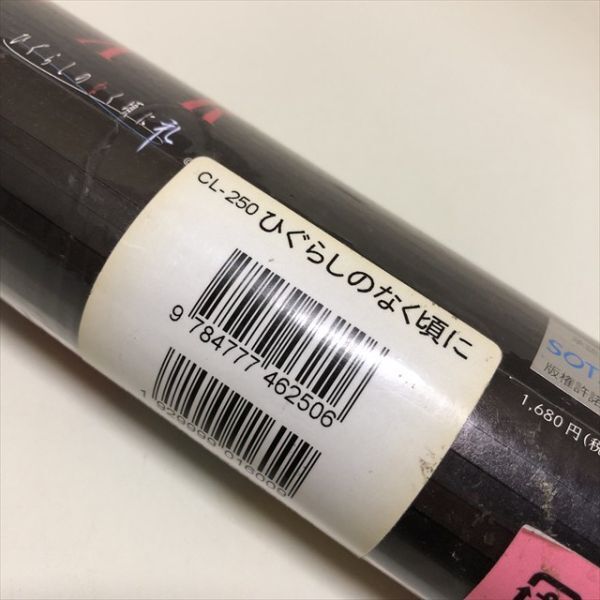 ひぐらしのなく頃に礼
CL-250 ひぐらしのなく頃に
9 784777 462506
1929999016009
SOT
版権許諾
1,680円(税